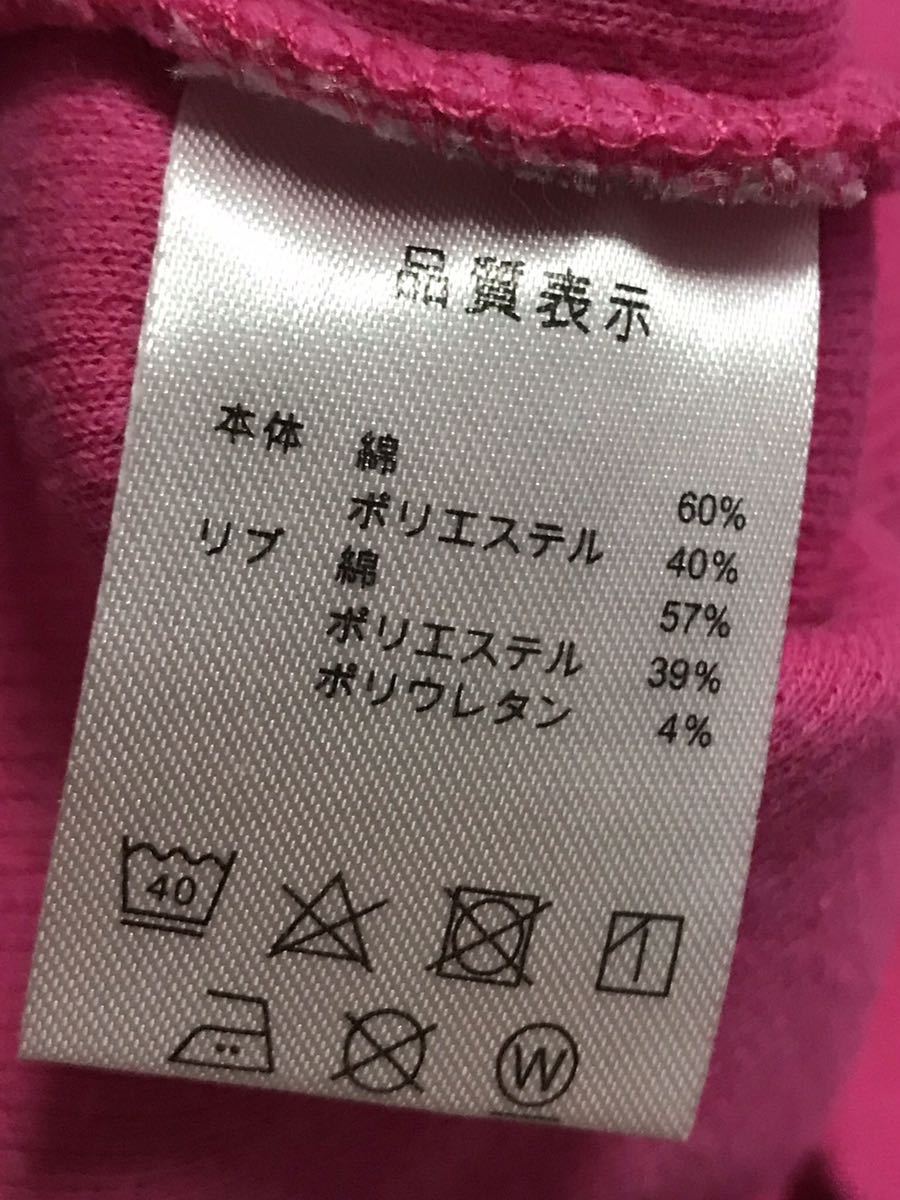 品質表示
本体 綿 60%
ポリエステル 40%
リブ 綿 57%
ポリエステル 39%
ポリウレタン 4%
40
W